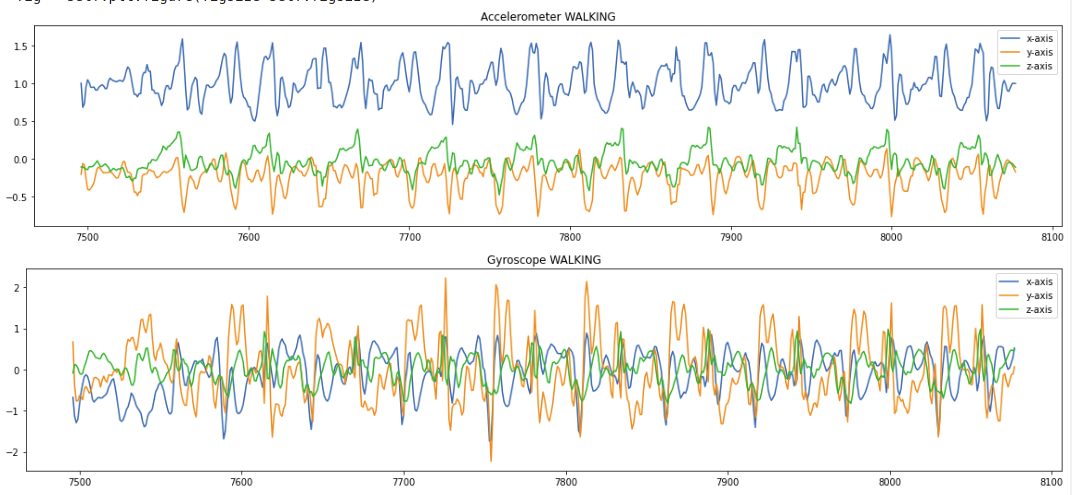 Accelerometer WALKING
1.5
1.0
0.5
0.0
−0.5
x-axis
y-axis
z-axis
7500 7600 7700 7800 7900 8000 8100
Gyroscope WALKING
2
1
0
−1
−2
x-axis
y-axis
z-axis
7500 7600 7700 7800 7900 8000 8100